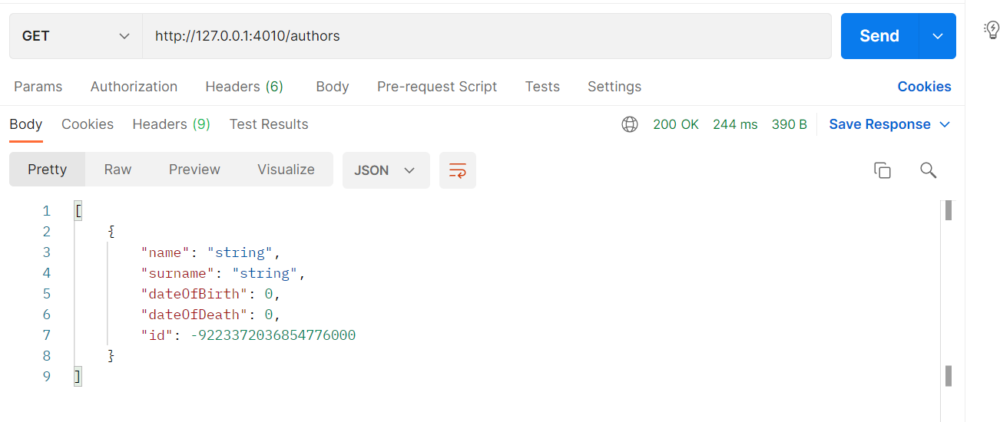 GET http://127.0.0.1:4010/authors Send
Params Authorization Headers (6) Body Pre-request Script Tests Settings Cookies
Body Cookies Headers (9) Test Results 200 OK 244 ms 390 B Save Response
Pretty Raw Preview Visualize JSON
1 [
2 {
3 "name": "string",
4 "surname": "string",
5 "dateOfBirth": 0,
6 "dateOfDeath": 0,
7 "id": -9223372036854776000
8 }
9 ]